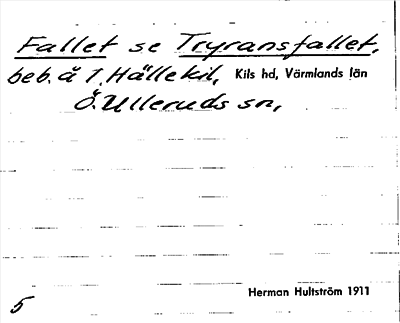 Fallet se Tryransfallet,
beb. å 1. Hällekil, Kils hd, Värmlands län
Ö. Ulleruds sn,
Herman Hultström 1911
5